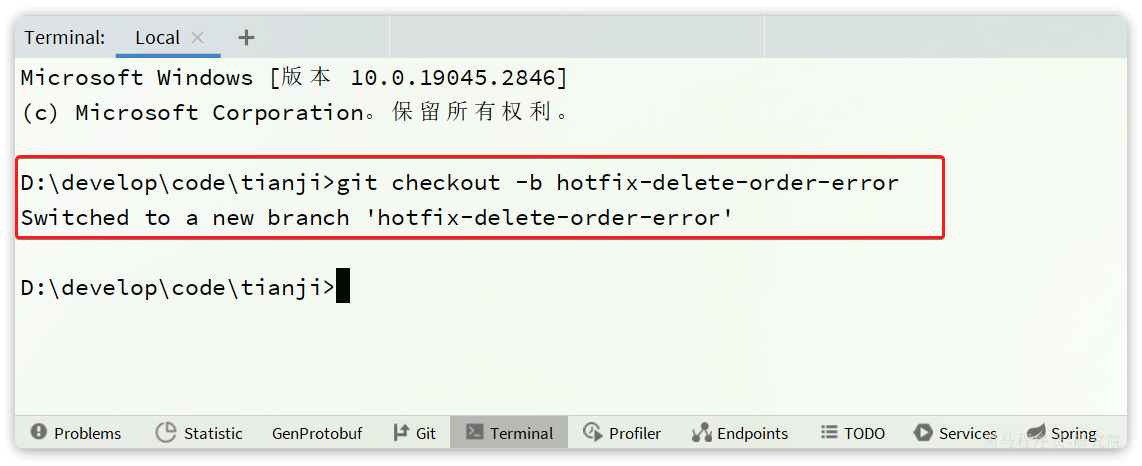 Terminal: Local
Microsoft Windows [版本 10.0.19045.2846]
(c) Microsoft Corporation。保留所有权利。
D:\develop\code\tianji>git checkout -b hotfix-delete-order-error
Switched to a new branch 'hotfix-delete-order-error'
D:\develop\code\tianji>
Problems Statistic GenProtobuf Git Terminal Profiler Endpoints TODO Services Spring